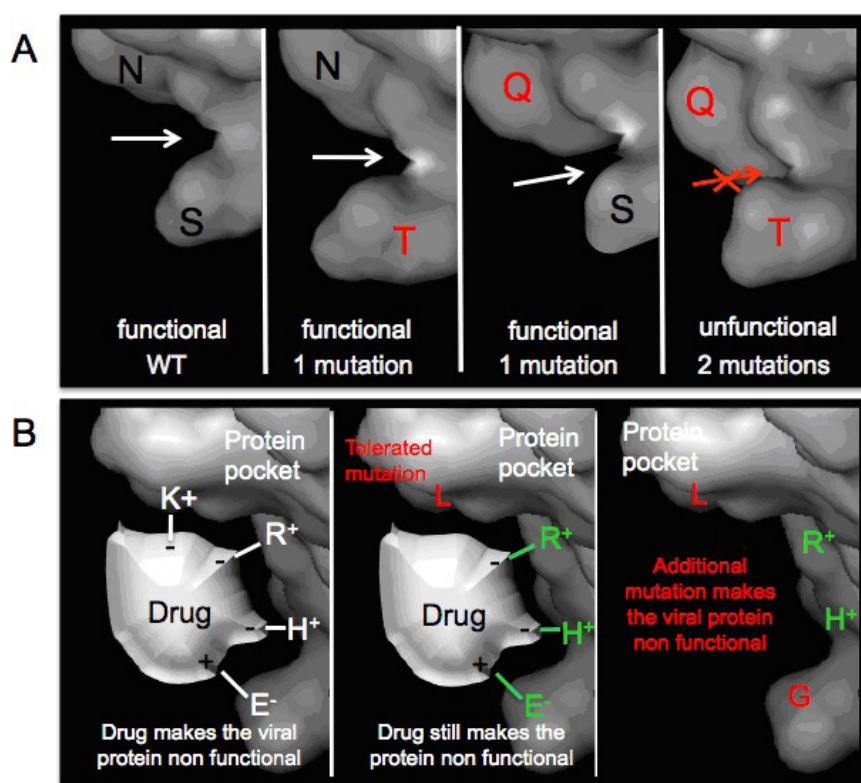 A
N
S
functional
WT
N
T
functional
1 mutation
Q
S
functional
1 mutation
Q
T
unfunctional
2 mutations
B
Protein
pocket
K+
-
R+
-
Drug
-
H+
+
E-
Drug makes the viral
protein non functional
Tolerated
mutation
Protein
pocket
L
R+
-
Drug
-
H+
+
E-
Drug still makes the
protein non functional
Protein
pocket
L
R+
Additional
mutation makes
the viral protein
non functional
H+
G